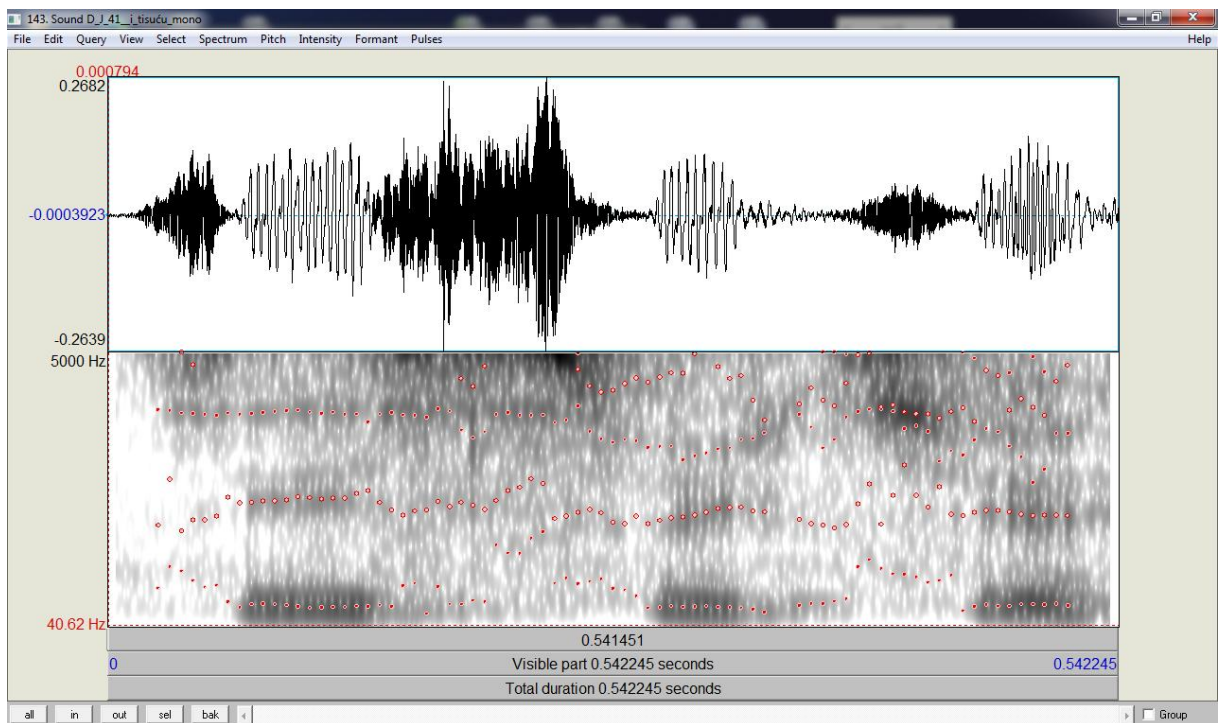 143. Sound D_J_41__i_tisuću_mono
File Edit Query View Select Spectrum Pitch Intensity Formant Pulses Help
0.000794
0.2682
-0.0003923
-0.2639
5000 Hz
40.62 Hz
0.541451
0 Visible part 0.542245 seconds 0.542245
Total duration 0.542245 seconds
all in out sel bak Group